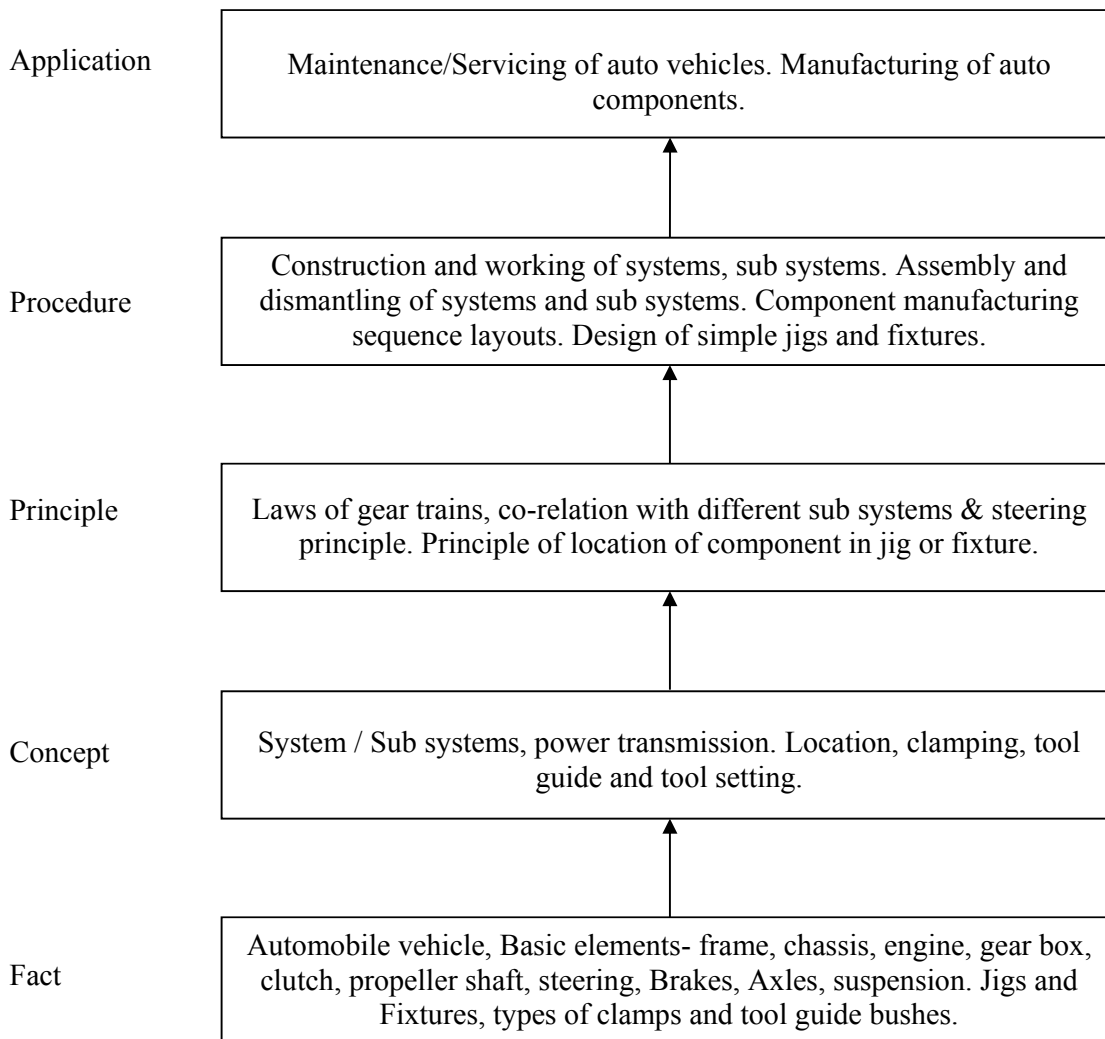 Application
Maintenance/Servicing of auto vehicles. Manufacturing of auto
components.
Procedure
Construction and working of systems, sub systems. Assembly and
dismantling of systems and sub systems. Component manufacturing
sequence layouts. Design of simple jigs and fixtures.
Principle
Laws of gear trains, co-relation with different sub systems & steering
principle. Principle of location of component in jig or fixture.
Concept
System / Sub systems, power transmission. Location, clamping, tool
guide and tool setting.
Fact
Automobile vehicle, Basic elements- frame, chassis, engine, gear box,
clutch, propeller shaft, steering, Brakes, Axles, suspension. Jigs and
Fixtures, types of clamps and tool guide bushes.